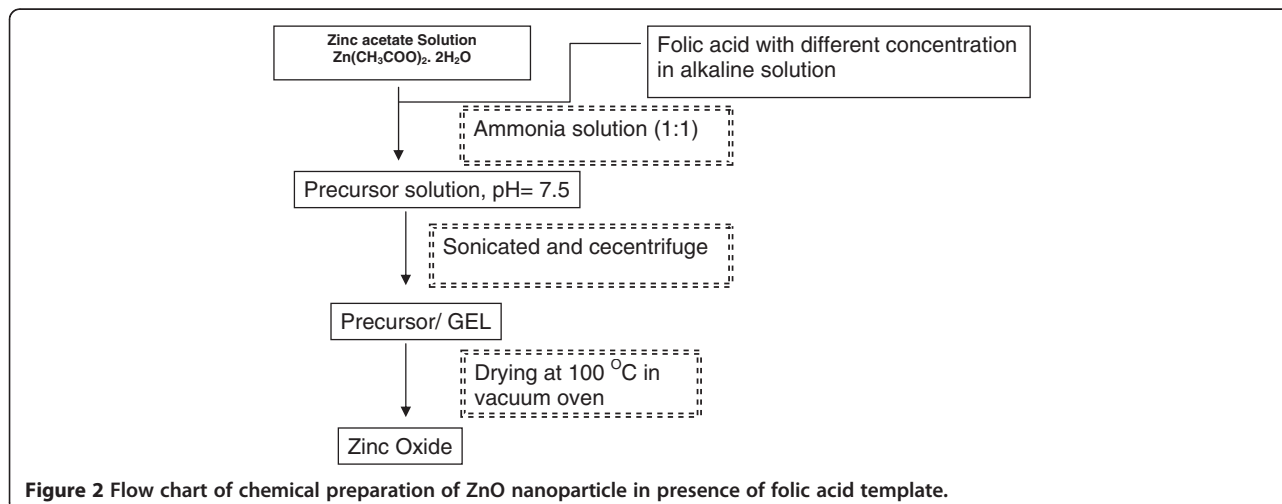 Zinc acetate Solution
Zn(CH₃COO)₂. 2H₂O
Folic acid with different concentration
in alkaline solution
Ammonia solution (1:1)
Precursor solution, pH= 7.5
Sonicated and cecentrifuge
Precursor/ GEL
Drying at 100 ᴼC in
vacuum oven
Zinc Oxide
Figure 2 Flow chart of chemical preparation of ZnO nanoparticle in presence of folic acid template.